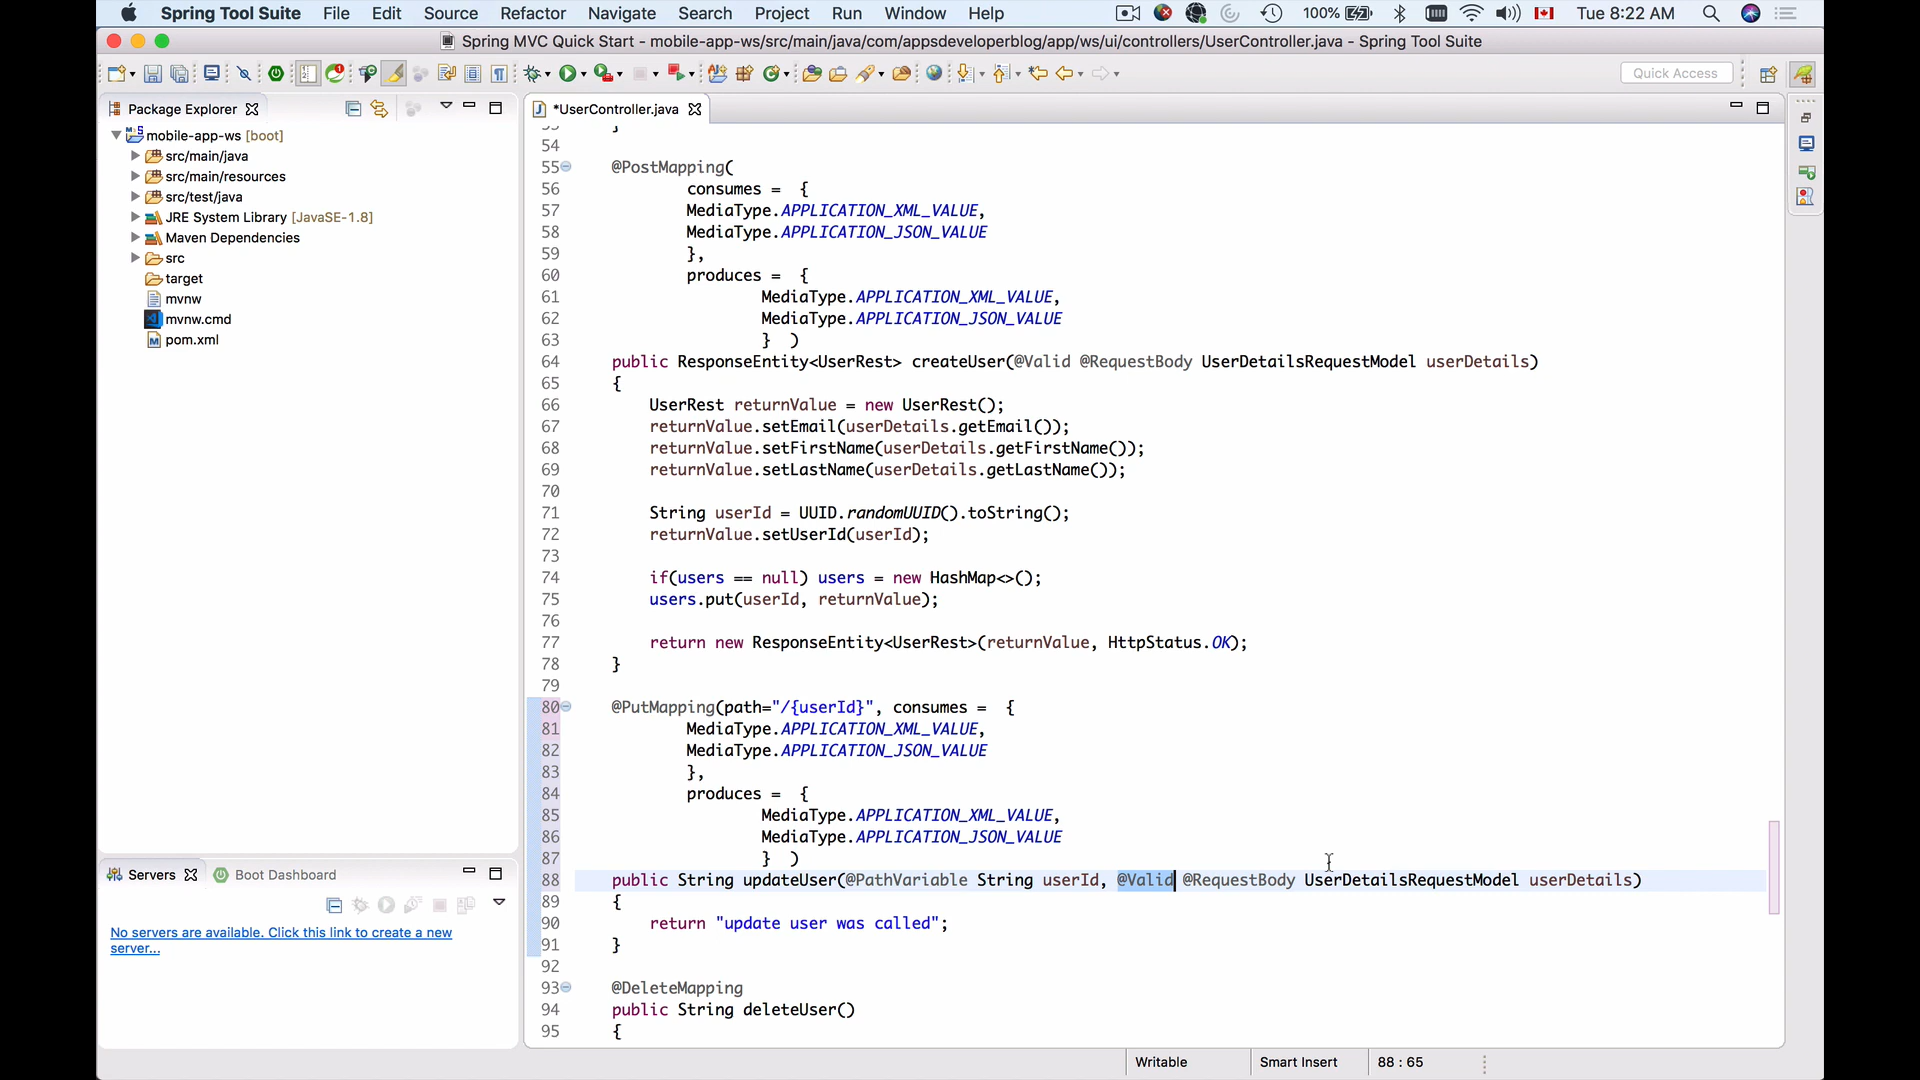 Spring Tool Suite File Edit Source Refactor Navigate Search Project Run Window Help 100% Tue 8:22 AM
Spring MVC Quick Start - mobile-app-ws/src/main/java/com/appsdeveloperblog/app/ws/ui/controllers/UserController.java - Spring Tool Suite
Quick Access
Package Explorer
mobile-app-ws [boot]
src/main/java
src/main/resources
src/test/java
JRE System Library [JavaSE-1.8]
Maven Dependencies
src
target
mvnw
mvnw.cmd
pom.xml
Servers Boot Dashboard
No servers are available. Click this link to create a new
server...
*UserController.java
54
55 @PostMapping(
56 consumes = {
57 MediaType.APPLICATION_XML_VALUE,
58 MediaType.APPLICATION_JSON_VALUE
59 },
60 produces = {
61 MediaType.APPLICATION_XML_VALUE,
62 MediaType.APPLICATION_JSON_VALUE
63 } )
64 public ResponseEntity<UserRest> createUser(@Valid @RequestBody UserDetailsRequestModel userDetails)
65 {
66 UserRest returnValue = new UserRest();
67 returnValue.setEmail(userDetails.getEmail());
68 returnValue.setFirstName(userDetails.getFirstName());
69 returnValue.setLastName(userDetails.getLastName());
70
71 String userId = UUID.randomUUID().toString();
72 returnValue.setUserId(userId);
73
74 if(users == null) users = new HashMap<>();
75 users.put(userId, returnValue);
76
77 return new ResponseEntity<UserRest>(returnValue, HttpStatus.OK);
78 }
79
80 @PutMapping(path="/{userId}", consumes = {
81 MediaType.APPLICATION_XML_VALUE,
82 MediaType.APPLICATION_JSON_VALUE
83 },
84 produces = {
85 MediaType.APPLICATION_XML_VALUE,
86 MediaType.APPLICATION_JSON_VALUE
87 } )
88 public String updateUser(@PathVariable String userId, @Valid @RequestBody UserDetailsRequestModel userDetails)
89 {
90 return "update user was called";
91 }
92
93 @DeleteMapping
94 public String deleteUser()
95 {
Writable Smart Insert 88 : 65